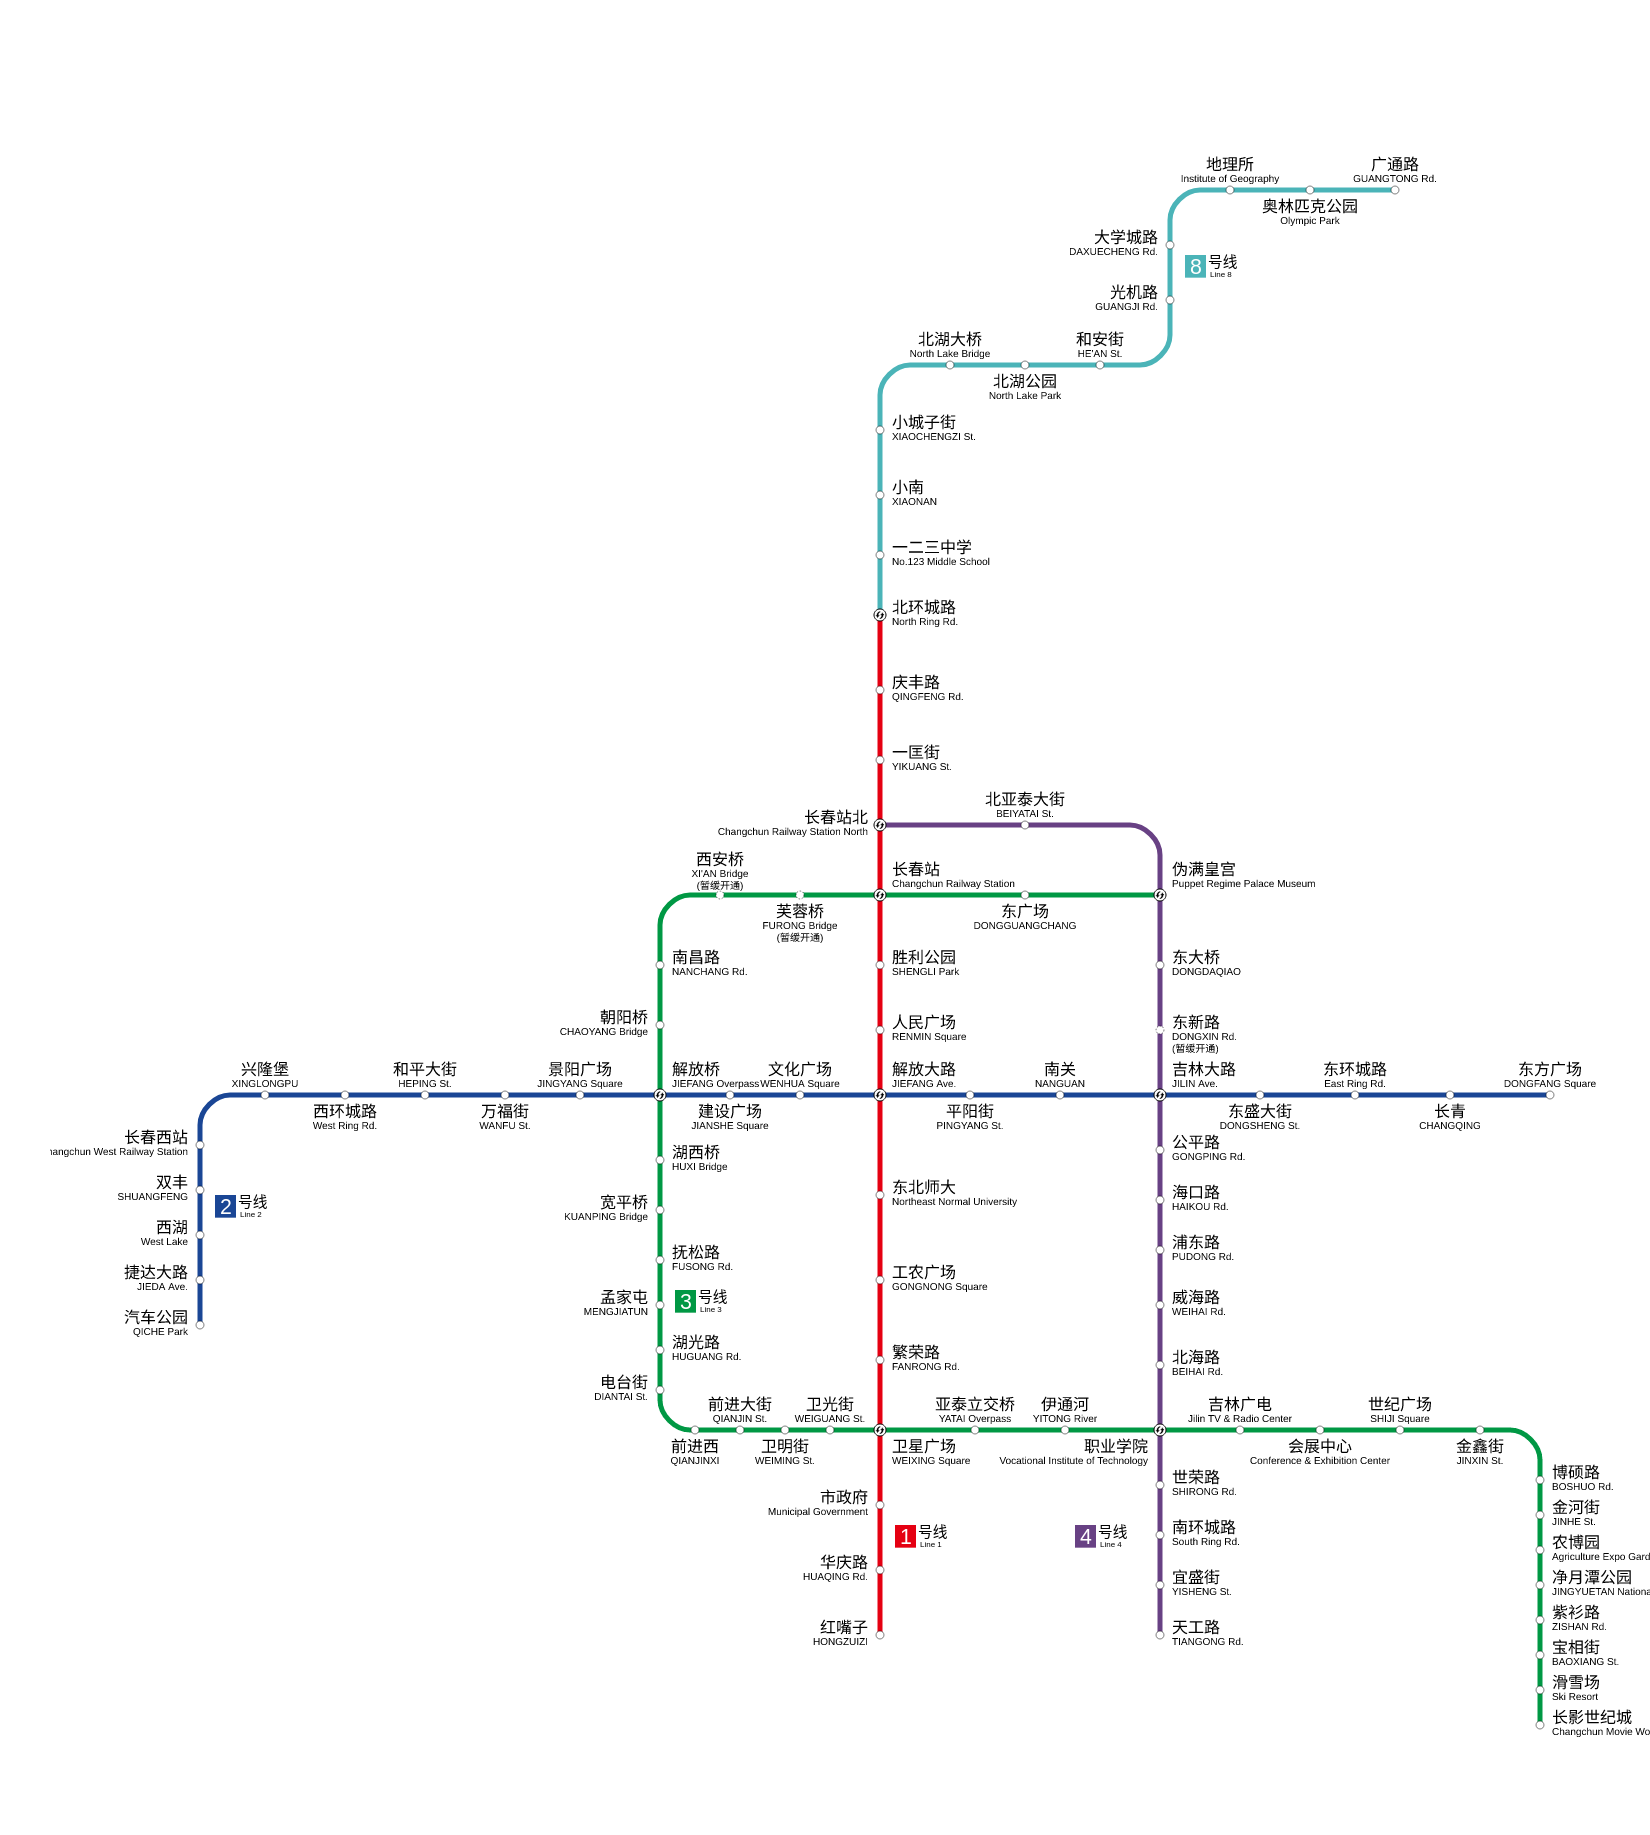 地理所
Institute of Geography
广通路
GUANGTONG Rd.
奥林匹克公园
Olympic Park
大学城路
DAXUECHENG Rd.
8 号线
Line 8
光机路
GUANGJI Rd.
北湖大桥
North Lake Bridge
和安街
HE'AN St.
北湖公园
North Lake Park
小城子街
XIAOCHENGZI St.
小南
XIAONAN
一二三中学
No.123 Middle School
北环城路
North Ring Rd.
庆丰路
QINGFENG Rd.
一匡街
YIKUANG St.
长春站北
Changchun Railway Station North
北亚泰大街
BEIYATAI St.
西安桥
XI'AN Bridge
(暂缓开通)
长春站
Changchun Railway Station
伪满皇宫
Puppet Regime Palace Museum
芙蓉桥
FURONG Bridge
(暂缓开通)
东广场
DONGGUANGCHANG
南昌路
NANCHANG Rd.
胜利公园
SHENGLI Park
东大桥
DONGDAQIAO
朝阳桥
CHAOYANG Bridge
人民广场
RENMIN Square
东新路
DONGXIN Rd.
(暂缓开通)
兴隆堡
XINGLONGPU
和平大街
HEPING St.
景阳广场
JINGYANG Square
解放桥
JIEFANG Overpass
文化广场
WENHUA Square
解放大路
JIEFANG Ave.
南关
NANGUAN
吉林大路
JILIN Ave.
东环城路
East Ring Rd.
东方广场
DONGFANG Square
西环城路
West Ring Rd.
万福街
WANFU St.
建设广场
JIANSHE Square
平阳街
PINGYANG St.
东盛大街
DONGSHENG St.
长青
CHANGQING
长春西站
hangchun West Railway Station
双丰
SHUANGFENG
2 号线
Line 2
西湖
West Lake
捷达大路
JIEDA Ave.
汽车公园
QICHE Park
湖西桥
HUXI Bridge
宽平桥
KUANPING Bridge
抚松路
FUSONG Rd.
孟家屯
MENGJIATUN
3 号线
Line 3
湖光路
HUGUANG Rd.
电台街
DIANTAI St.
东北师大
Northeast Normal University
工农广场
GONGNONG Square
繁荣路
FANRONG Rd.
公平路
GONGPING Rd.
海口路
HAIKOU Rd.
浦东路
PUDONG Rd.
威海路
WEIHAI Rd.
北海路
BEIHAI Rd.
前进大街
QIANJIN St.
卫光街
WEIGUANG St.
亚泰立交桥
YATAI Overpass
伊通河
YITONG River
吉林广电
Jilin TV & Radio Center
世纪广场
SHIJI Square
前进西
QIANJINXI
卫明街
WEIMING St.
卫星广场
WEIXING Square
职业学院
Vocational Institute of Technology
会展中心
Conference & Exhibition Center
金鑫街
JINXIN St.
市政府
Municipal Government
1 号线
Line 1
华庆路
HUAQING Rd.
红嘴子
HONGZUIZI
世荣路
SHIRONG Rd.
4 号线
Line 4
南环城路
South Ring Rd.
宜盛街
YISHENG St.
天工路
TIANGONG Rd.
博硕路
BOSHUO Rd.
金河街
JINHE St.
农博园
Agriculture Expo Gard
净月潭公园
JINGYUETAN Nationa
紫衫路
ZISHAN Rd.
宝相街
BAOXIANG St.
滑雪场
Ski Resort
长影世纪城
Changchun Movie Wo